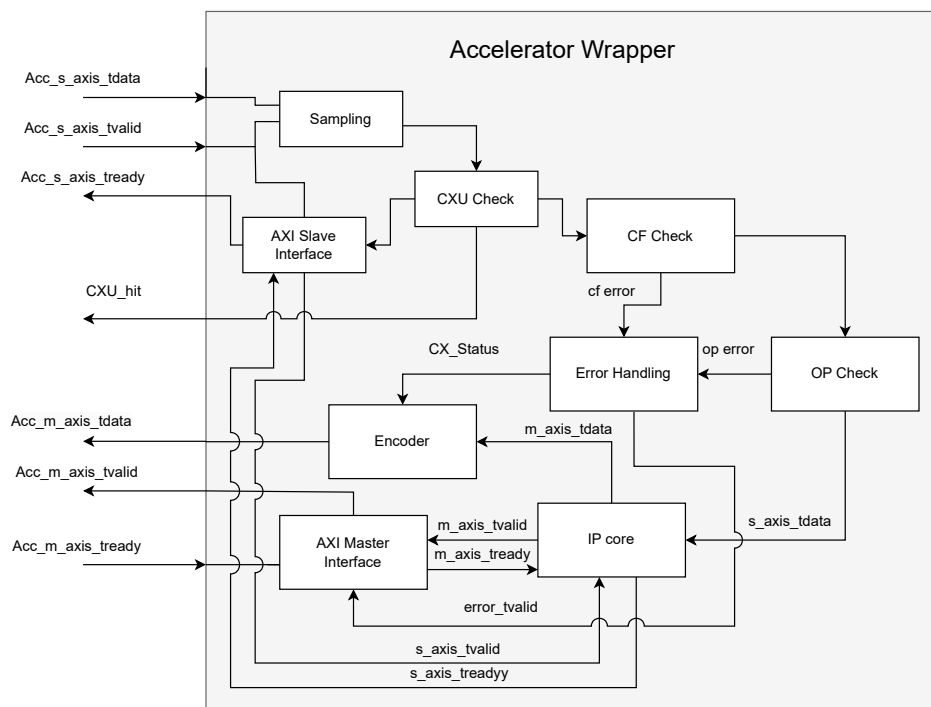 Accelerator Wrapper
Acc_s_axis_tdata
Sampling
Acc_s_axis_tvalid
Acc_s_axis_tready
CXU Check
AXI Slave
Interface
CF Check
CXU_hit
cf error
CX_Status
op error
Error Handling
OP Check
Acc_m_axis_tdata
Encoder
m_axis_tdata
Acc_m_axis_tvalid
s_axis_tdata
m_axis_tvalid
IP core
Acc_m_axis_tready
AXI Master
Interface
m_axis_tready
error_tvalid
s_axis_tvalid
s_axis_treadyy